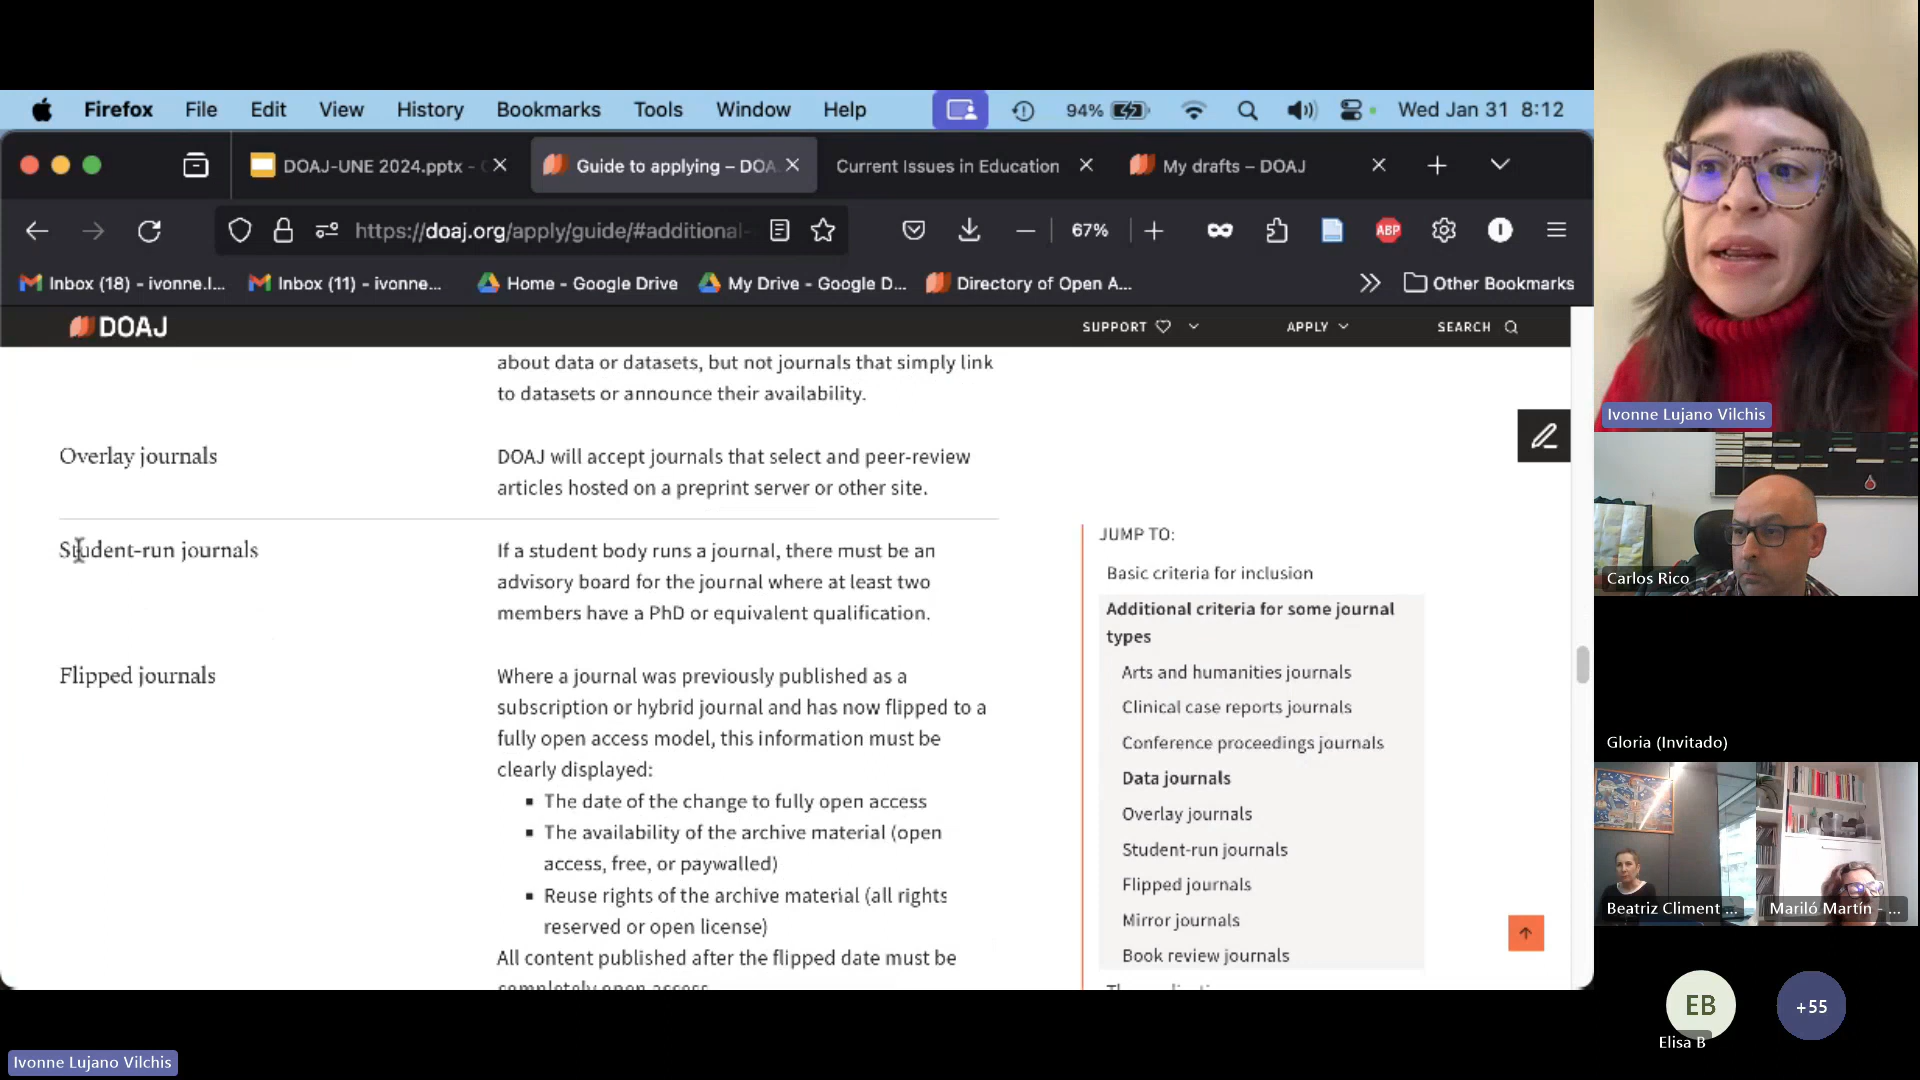 Firefox File Edit View History Bookmarks Tools Window Help 94% Wed Jan 31 8:12
DOAJ-UNE 2024.pptx - Guide to applying – DOA Current Issues in Education My drafts – DOAJ
https://doaj.org/apply/guide/#additional- 67% ABP I
Inbox (18) - ivonne.l... Inbox (11) - ivonne... Home - Google Drive My Drive - Google D... Directory of Open A... Other Bookmarks
DOAJ SUPPORT APPLY SEARCH
about data or datasets, but not journals that simply link
to datasets or announce their availability.
Overlay journals
DOAJ will accept journals that select and peer-review
articles hosted on a preprint server or other site.
Student-run journals
If a student body runs a journal, there must be an
advisory board for the journal where at least two
members have a PhD or equivalent qualification.
Flipped journals
Where a journal was previously published as a
subscription or hybrid journal and has now flipped to a
fully open access model, this information must be
clearly displayed:
▪ The date of the change to fully open access
▪ The availability of the archive material (open
access, free, or paywalled)
▪ Reuse rights of the archive material (all rights
reserved or open license)
All content published after the flipped date must be
completely open access.
JUMP TO:
Basic criteria for inclusion
Additional criteria for some journal
types
Arts and humanities journals
Clinical case reports journals
Conference proceedings journals
Data journals
Overlay journals
Student-run journals
Flipped journals
Mirror journals
Book review journals
Ivonne Lujano Vilchis
Carlos Rico
Gloria (Invitado)
Beatriz Climent ...
Mariló Martín - ...
EB
Elisa B
+55
Ivonne Lujano Vilchis